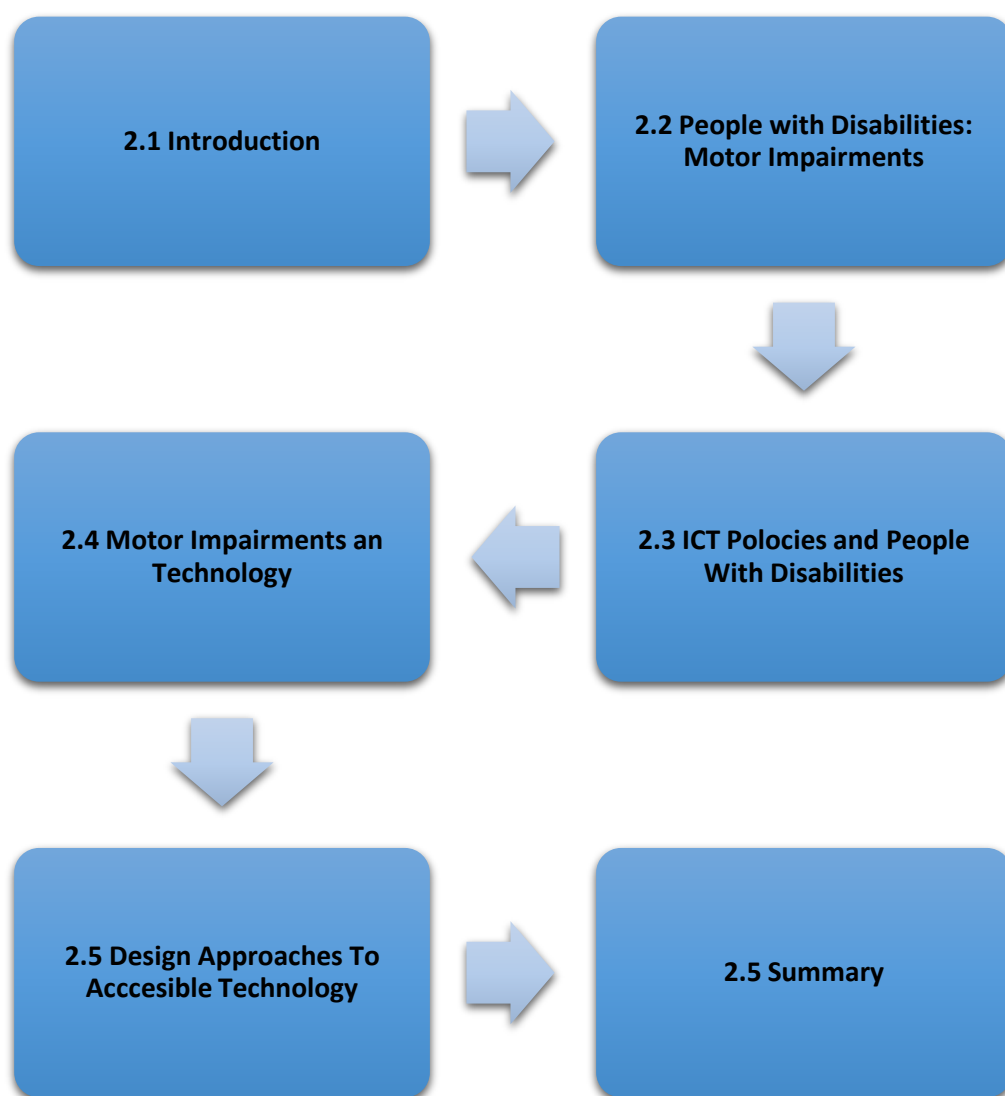 2.1 Introduction
2.2 People with Disabilities:
Motor Impairments
2.3 ICT Polocies and People
With Disabilities
2.4 Motor Impairments an
Technology
2.5 Design Approaches To
Acccesible Technology
2.5 Summary